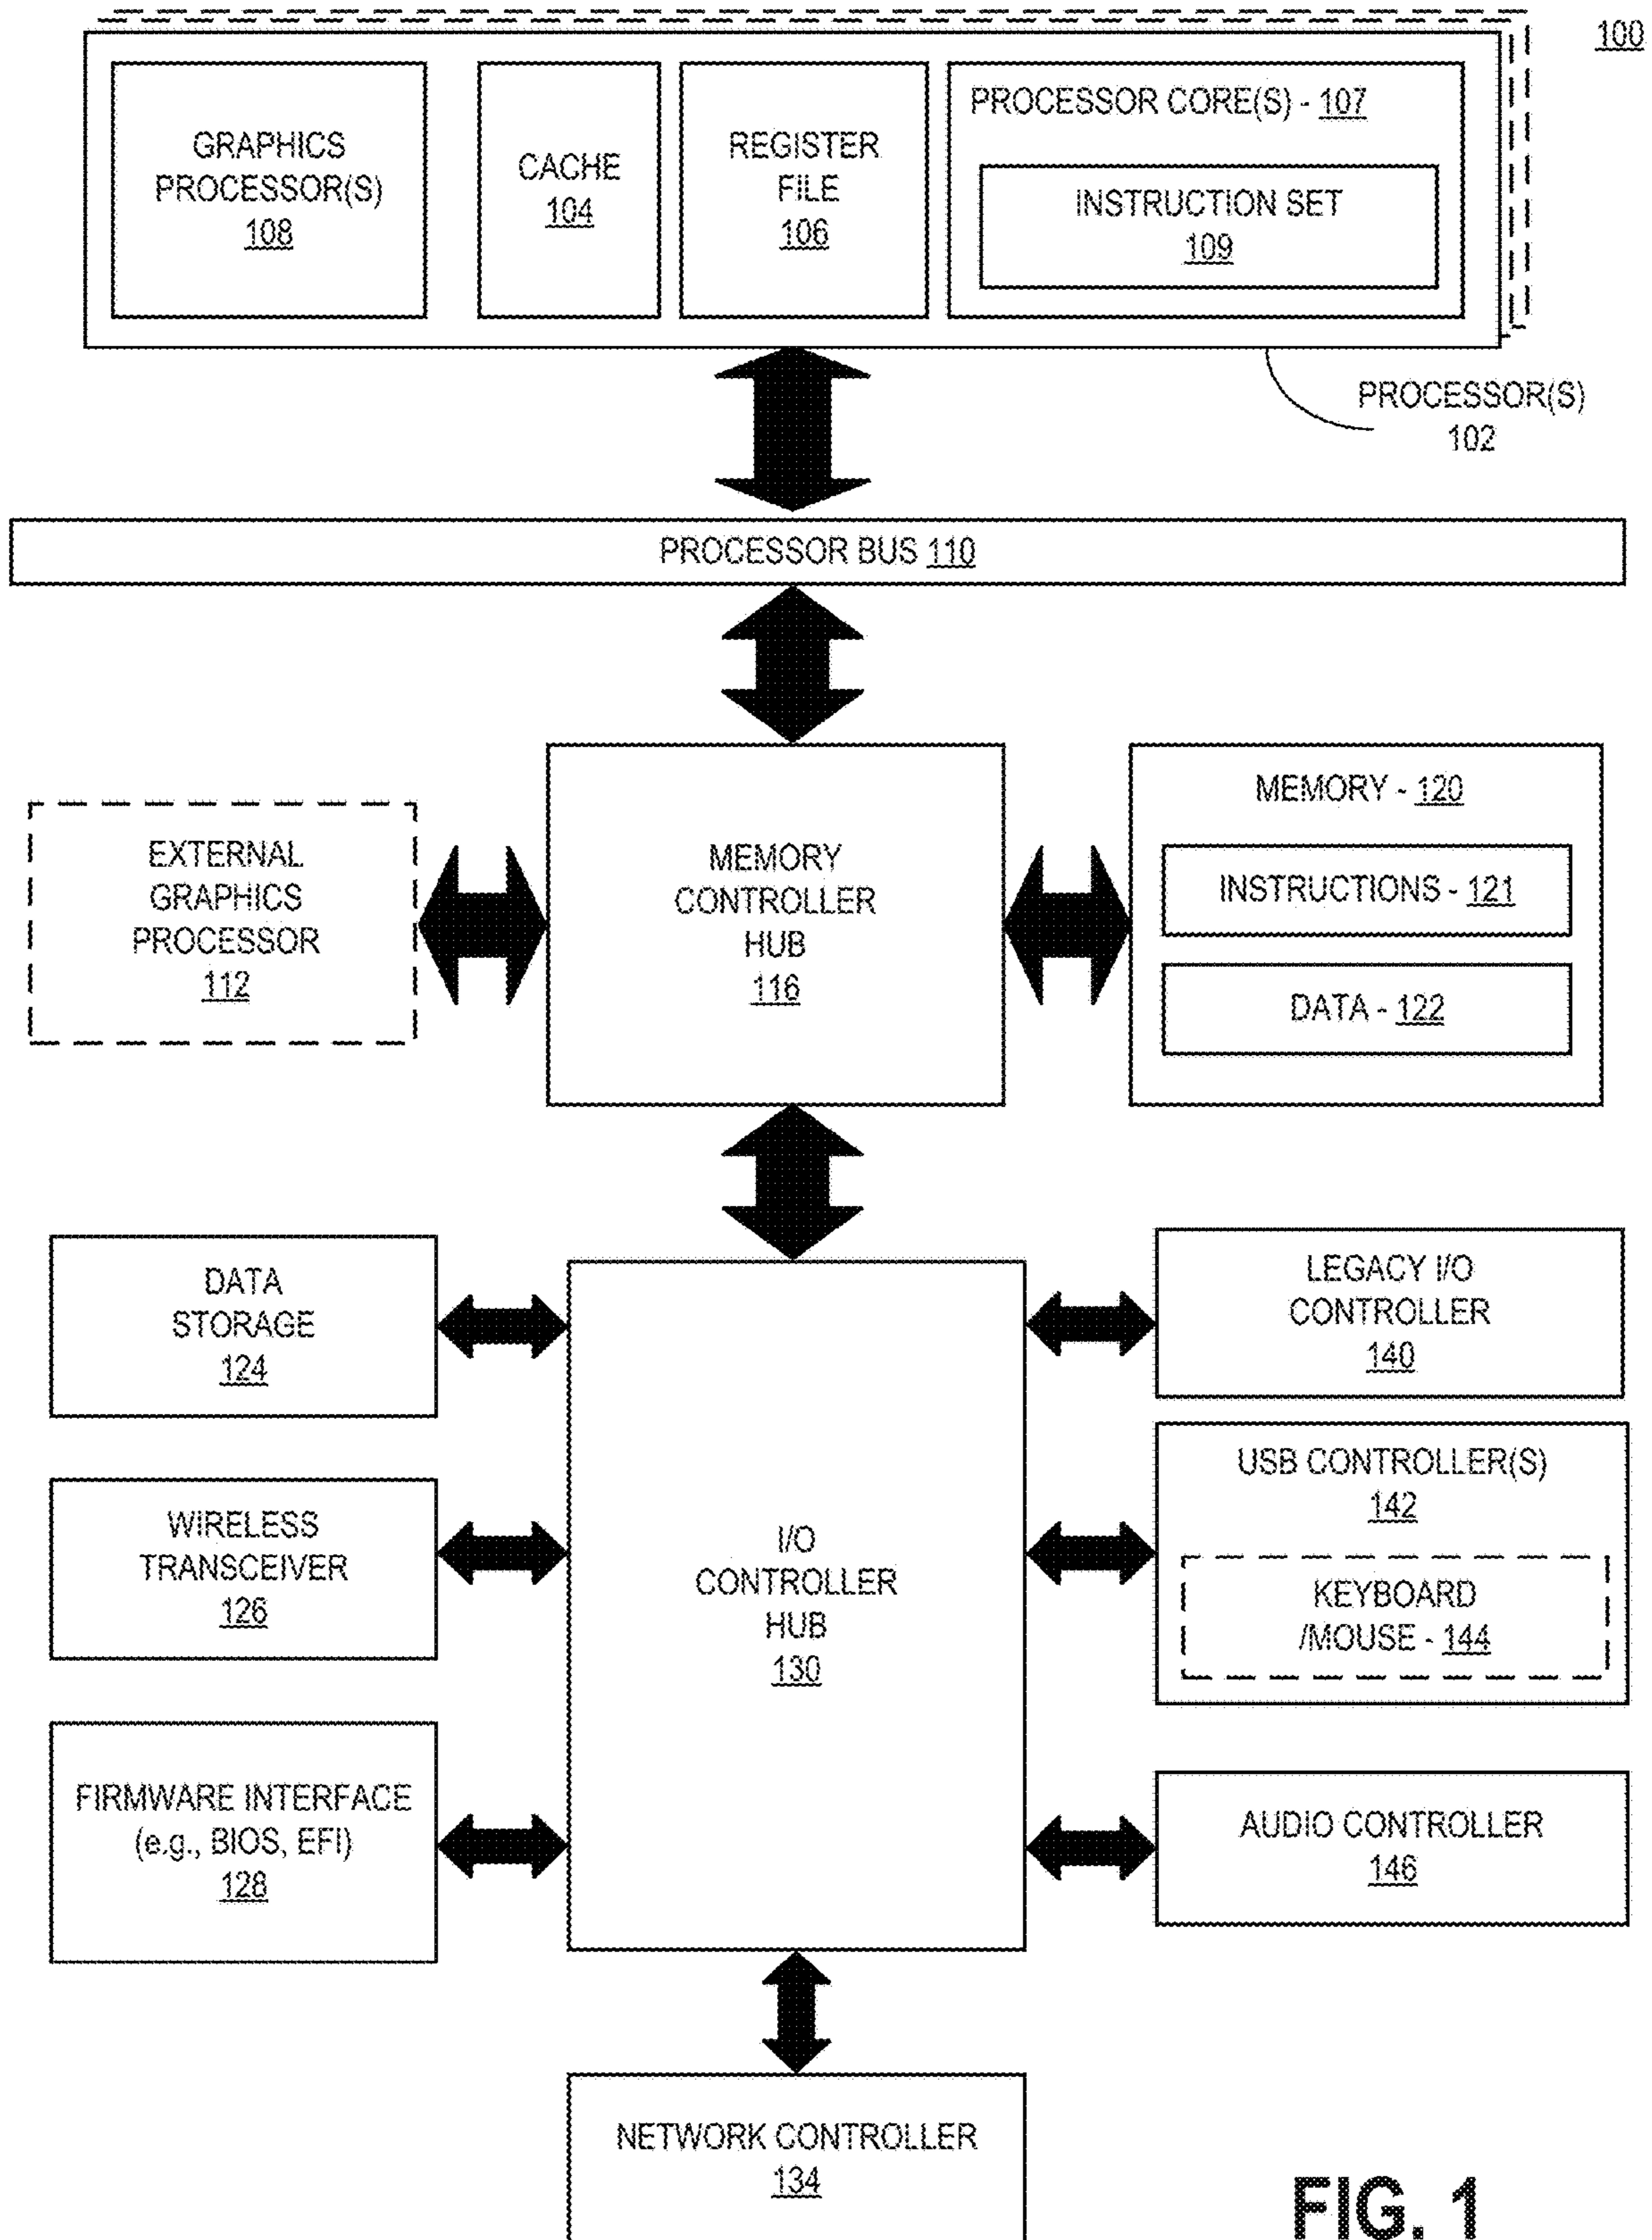 100
GRAPHICS
PROCESSOR(S)
108
CACHE
104
REGISTER
FILE
106
PROCESSOR CORE(S) - 107
INSTRUCTION SET
109
PROCESSOR(S)
102
PROCESSOR BUS 110
EXTERNAL
GRAPHICS
PROCESSOR
112
MEMORY
CONTROLLER
HUB
116
MEMORY - 120
INSTRUCTIONS - 121
DATA - 122
DATA
STORAGE
124
WIRELESS
TRANSCEIVER
126
FIRMWARE INTERFACE
(e.g., BIOS, EFI)
128
I/O
CONTROLLER
HUB
130
LEGACY I/O
CONTROLLER
140
USB CONTROLLER(S)
142
KEYBOARD
/MOUSE - 144
AUDIO CONTROLLER
146
NETWORK CONTROLLER
134
FIG. 1